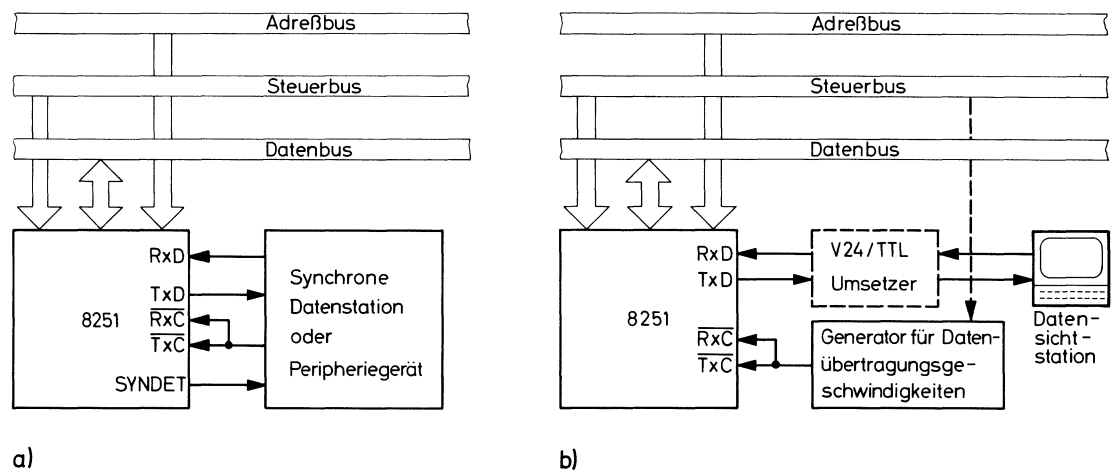 Adreßbus
Steuerbus
Datenbus
RxD
TxD
8251
RxC
TxC
SYNDET
Synchrone
Datenstation
oder
Peripheriegerät
a)
Adreßbus
Steuerbus
Datenbus
RxD
TxD
8251
RxC
TxC
V24/TTL
Umsetzer
Generator für Daten-
übertragungsge-
schwindigkeiten
Daten-
sicht-
station
b)